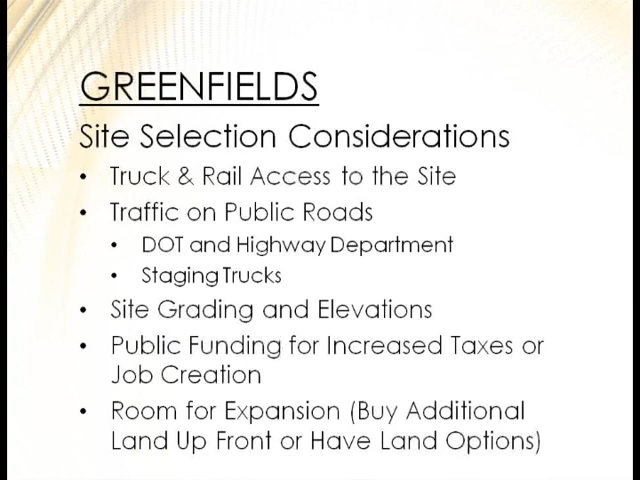 GREENFIELDS
Site Selection Considerations
• Truck & Rail Access to the Site
• Traffic on Public Roads
• DOT and Highway Department
• Staging Trucks
• Site Grading and Elevations
• Public Funding for Increased Taxes or
Job Creation
• Room for Expansion (Buy Additional
Land Up Front or Have Land Options)